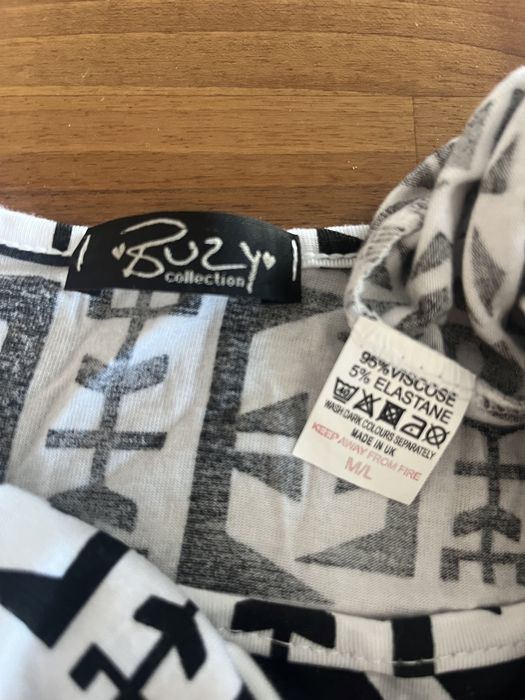 Buzy
collection
95% VISCOSE
5% ELASTANE
WASH DARK COLOURS SEPARATELY
MADE IN UK
KEEP AWAY FROM FIRE
M/L